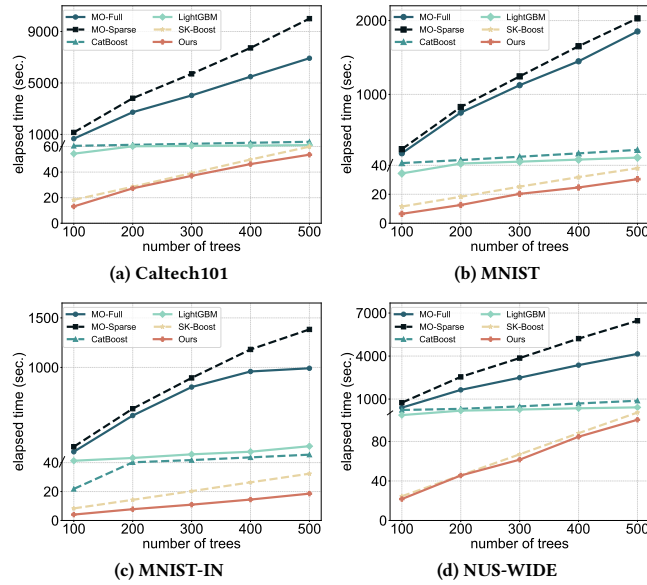 MO-Full
MO-Sparse
CatBoost
LightGBM
SK-Boost
Ours
elapsed time (sec.)
9000
5000
1000
60
40
20
0
100 200 300 400 500
number of trees
(a) Caltech101
MO-Full
MO-Sparse
CatBoost
LightGBM
SK-Boost
Ours
elapsed time (sec.)
2000
1000
40
20
0
100 200 300 400 500
number of trees
(b) MNIST
MO-Full
MO-Sparse
CatBoost
LightGBM
SK-Boost
Ours
elapsed time (sec.)
1500
1000
40
20
0
100 200 300 400 500
number of trees
(c) MNIST-IN
MO-Full
MO-Sparse
CatBoost
LightGBM
SK-Boost
Ours
elapsed time (sec.)
7000
4000
1000
80
40
0
100 200 300 400 500
number of trees
(d) NUS-WIDE